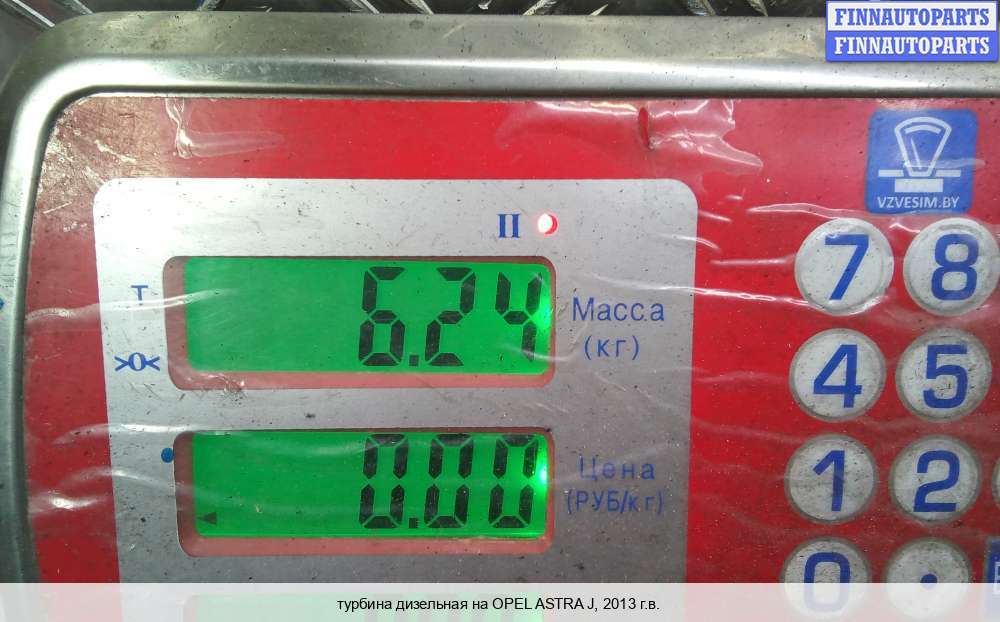 FINNAUTOPARTS
FINNAUTOPARTS
VZVESIM.BY
II
7 8
T
6.24
Масса
(кг)
>0<
4 5
0.00
Цена
(РУБ/кг)
1 2
0 .
турбина дизельная на OPEL ASTRA J, 2013 г.в.